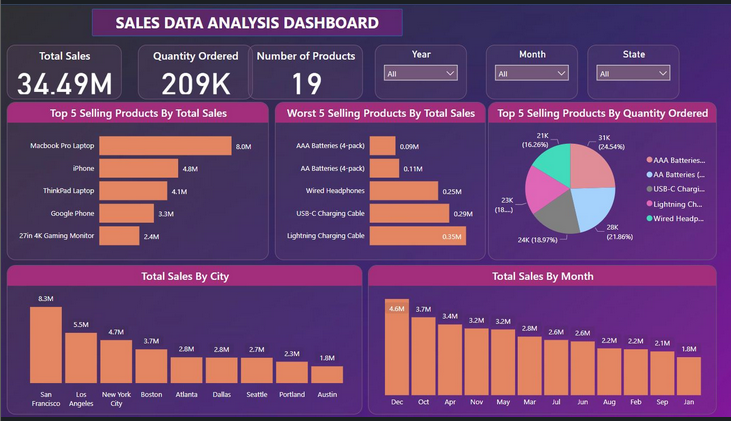 SALES DATA ANALYSIS DASHBOARD
Total Sales
34.49M
Quantity Ordered
209K
Number of Products
19
Year
All
Month
All
State
All
Top 5 Selling Products By Total Sales
Macbook Pro Laptop 8.0M
iPhone 4.8M
ThinkPad Laptop 4.1M
Google Phone 3.3M
27in 4K Gaming Monitor 2.4M
Worst 5 Selling Products By Total Sales
AAA Batteries (4-pack) 0.09M
AA Batteries (4-pack) 0.11M
Wired Headphones 0.25M
USB-C Charging Cable 0.29M
Lightning Charging Cable 0.35M
Top 5 Selling Products By Quantity Ordered
31K
(24.54%)
28K
(21.86%)
24K (18.97%)
23K
(18....)
21K
(16.26%)
AAA Batteries...
AA Batteries (...
USB-C Chargi...
Lightning Ch...
Wired Headp...
Total Sales By City
8.3M 5.5M 4.7M 3.7M 2.8M 2.8M 2.7M 2.3M 1.8M
San Francisco Los Angeles New York City Boston Atlanta Dallas Seattle Portland Austin
Total Sales By Month
4.6M 3.7M 3.4M 3.2M 3.2M 2.8M 2.6M 2.6M 2.2M 2.2M 2.1M 1.8M
Dec Oct Apr Nov May Mar Jul Jun Aug Feb Sep Jan